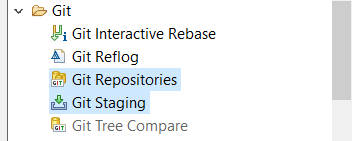 Git
Git Interactive Rebase
Git Reflog
Git Repositories
Git Staging
Git Tree Compare